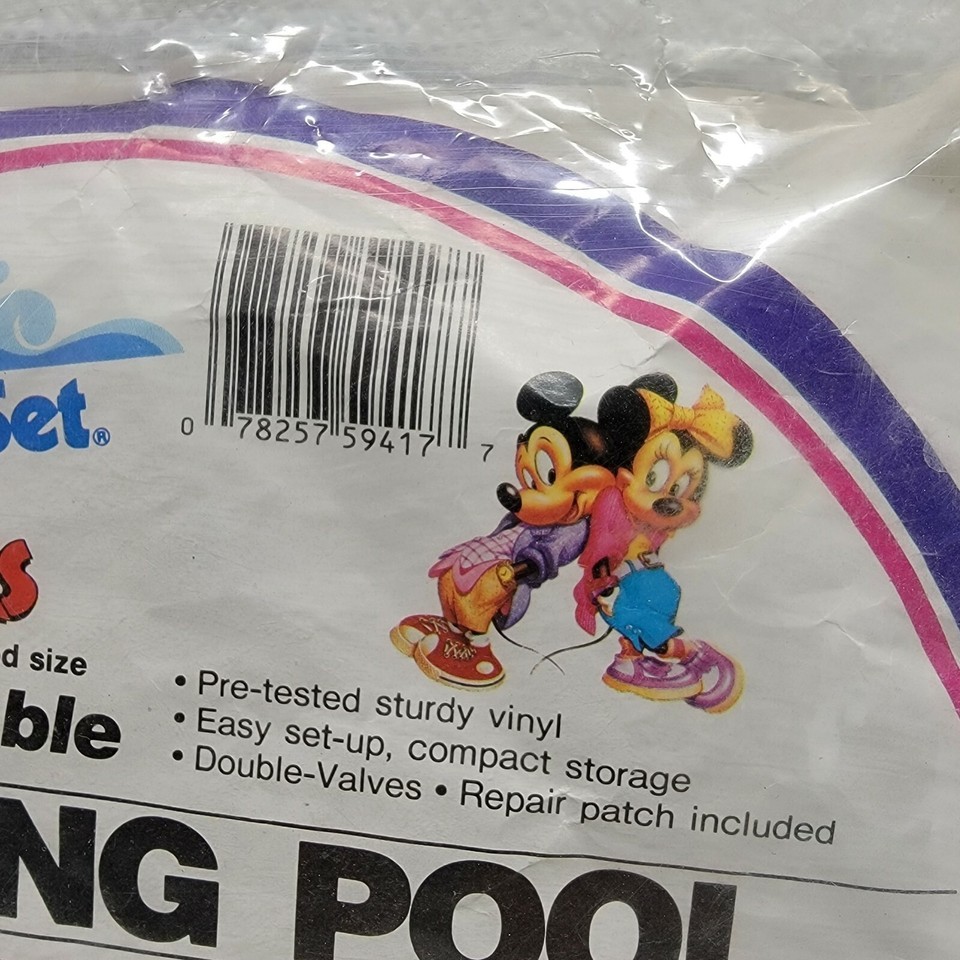 et®
0 78257 59417 7
s
d size
ble
• Pre-tested sturdy vinyl
• Easy set-up, compact storage
• Double-Valves • Repair patch included
NG POOL